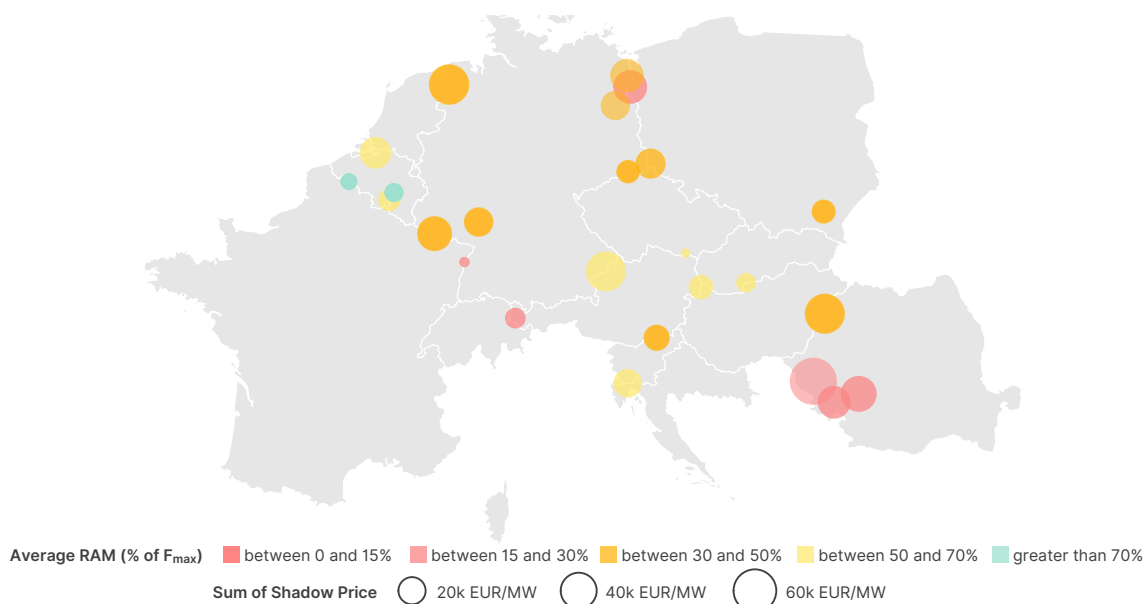 Average RAM (% of Fmax) between 0 and 15% between 15 and 30% between 30 and 50% between 50 and 70% greater than 70%
Sum of Shadow Price 20k EUR/MW 40k EUR/MW 60k EUR/MW